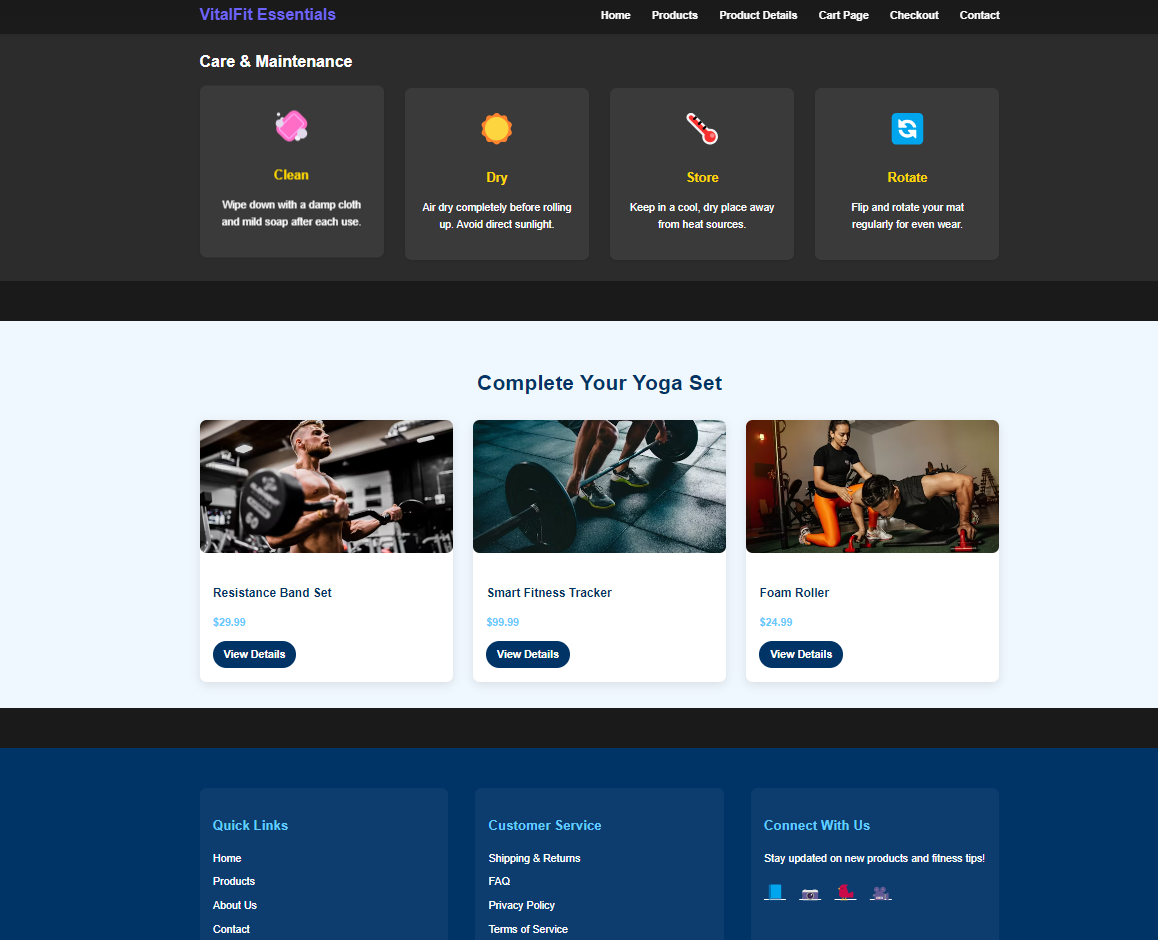 VitalFit Essentials
Home Products Product Details Cart Page Checkout Contact
Care & Maintenance
Clean
Wipe down with a damp cloth
and mild soap after each use.
Dry
Air dry completely before rolling
up. Avoid direct sunlight.
Store
Keep in a cool, dry place away
from heat sources.
Rotate
Flip and rotate your mat
regularly for even wear.
Complete Your Yoga Set
Resistance Band Set
$29.99
View Details
Smart Fitness Tracker
$99.99
View Details
Foam Roller
$24.99
View Details
Quick Links
Home
Products
About Us
Contact
Customer Service
Shipping & Returns
FAQ
Privacy Policy
Terms of Service
Connect With Us
Stay updated on new products and fitness tips!